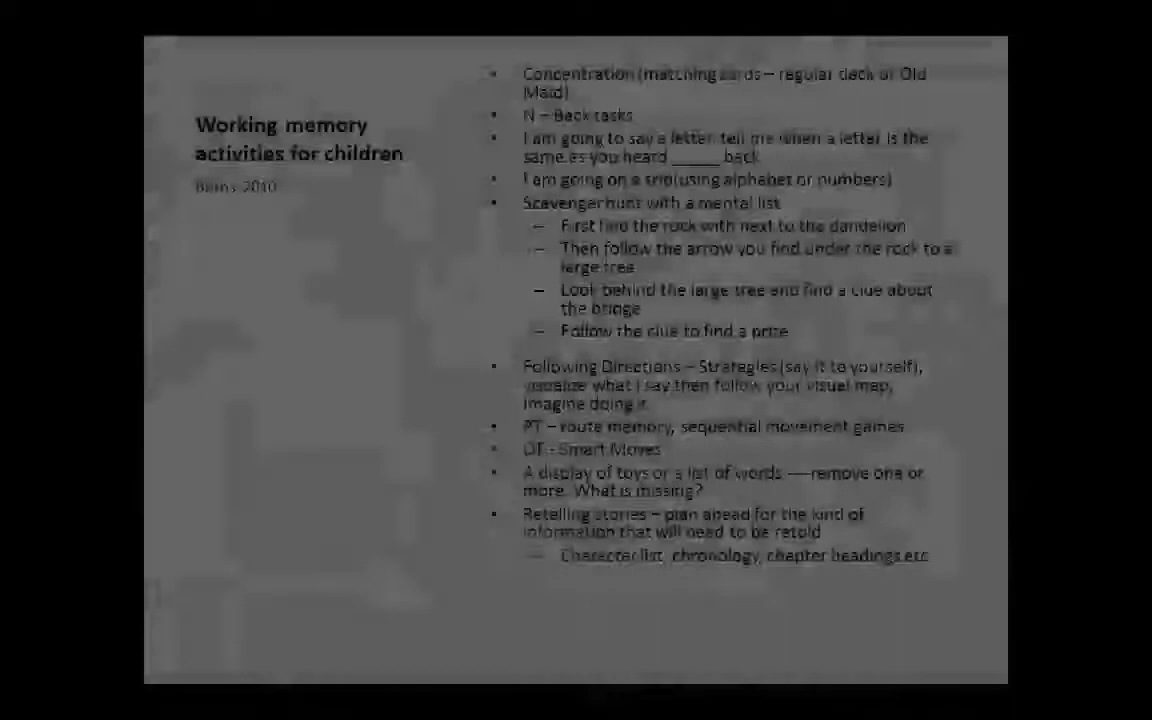 Working memory
activities for children
2010
• Concentration (matching cards – regular deck or Old
Maid)
• N – Back tasks
• I am going to say a letter, tell me when a letter is the
same as you heard _____ back
• I am going on a trip(using alphabet or numbers)
• Scavenger hunt with a mental list
– First find the rock with next to the dandelion
– Then follow the arrow you find under the rock to a
large tree
– Look behind the large tree and find a clue about
the bridge
– Follow the clue to find a prize
• Following Directions – Strategies (say it to yourself),
visualize what I say then follow your visual map,
imagine doing it
• PT – route memory, sequential movement games
• OT - Smart Moves
• A display of toys or a list of words ----remove one or
more. What is missing?
• Retelling stories – plan ahead for the kind of
information that will need to be retold
– Character list, chronology, chapter headings etc